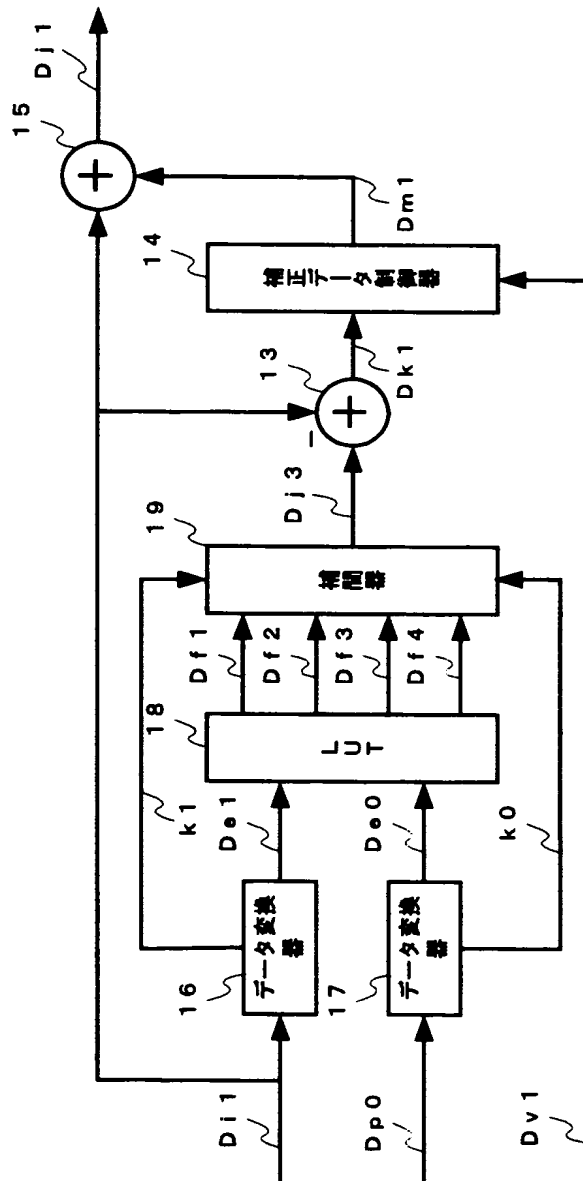 Di1
Dp0
Dv1
16
データ変換
器
17
データ変換
器
k1
De1
De0
k0
18
LUT
Df1
Df2
Df3
Df4
19
補間器
Dj3
13
-
+
Dk1
14
補正データ制御器
Dm1
15
+
Dj1